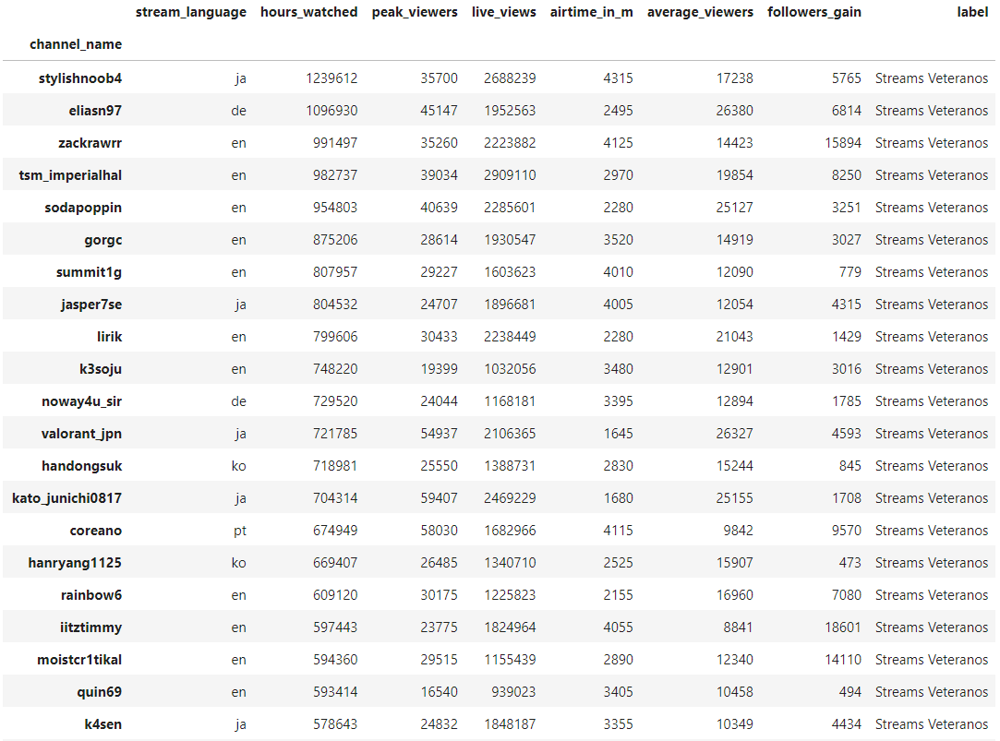 stream_language hours_watched peak_viewers live_views airtime_in_m average_viewers followers_gain label
channel_name
stylishnoob4 ja 1239612 35700 2688239 4315 17238 5765 Streams Veteranos
eliasn97 de 1096930 45147 1952563 2495 26380 6814 Streams Veteranos
zackrawrr en 991497 35260 2223882 4125 14423 15894 Streams Veteranos
tsm_imperialhal en 982737 39034 2909110 2970 19854 8250 Streams Veteranos
sodapoppin en 954803 40639 2285601 2280 25127 3251 Streams Veteranos
gorgc en 875206 28614 1930547 3520 14919 3027 Streams Veteranos
summit1g en 807957 29227 1603623 4010 12090 779 Streams Veteranos
jasper7se ja 804532 24707 1896681 4005 12054 4315 Streams Veteranos
lirik en 799606 30433 2238449 2280 21043 1429 Streams Veteranos
k3soju en 748220 19399 1032056 3480 12901 3016 Streams Veteranos
noway4u_sir de 729520 24044 1168181 3395 12894 1785 Streams Veteranos
valorant_jpn ja 721785 54937 2106365 1645 26327 4593 Streams Veteranos
handongsuk ko 718981 25550 1388731 2830 15244 845 Streams Veteranos
kato_junichi0817 ja 704314 59407 2469229 1680 25155 1708 Streams Veteranos
coreano pt 674949 58030 1682966 4115 9842 9570 Streams Veteranos
hanryang1125 ko 669407 26485 1340710 2525 15907 473 Streams Veteranos
rainbow6 en 609120 30175 1225823 2155 16960 7080 Streams Veteranos
iitztimmy en 597443 23775 1824964 4055 8841 18601 Streams Veteranos
moistcr1tikal en 594360 29515 1155439 2890 12340 14110 Streams Veteranos
quin69 en 593414 16540 939023 3405 10458 494 Streams Veteranos
k4sen ja 578643 24832 1848187 3355 10349 4434 Streams Veteranos